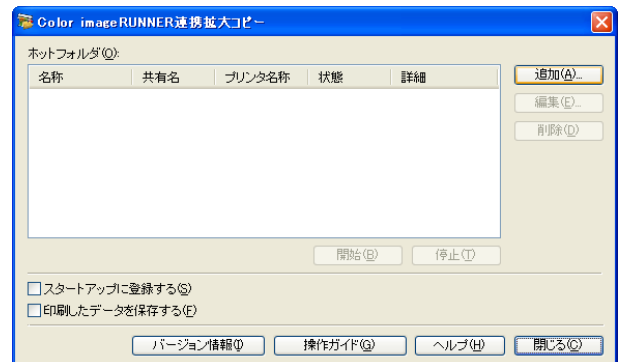 Color imageRUNNER連携拡大コピー
ホットフォルダ(O):
名称 共有名 プリンタ名称 状態 詳細
追加(A)...
編集(E)...
削除(D)
開始(B) 停止(T)
スタートアップに登録する(S)
印刷したデータを保存する(F)
バージョン情報(I) 操作ガイド(G) ヘルプ(H) 閉じる(C)